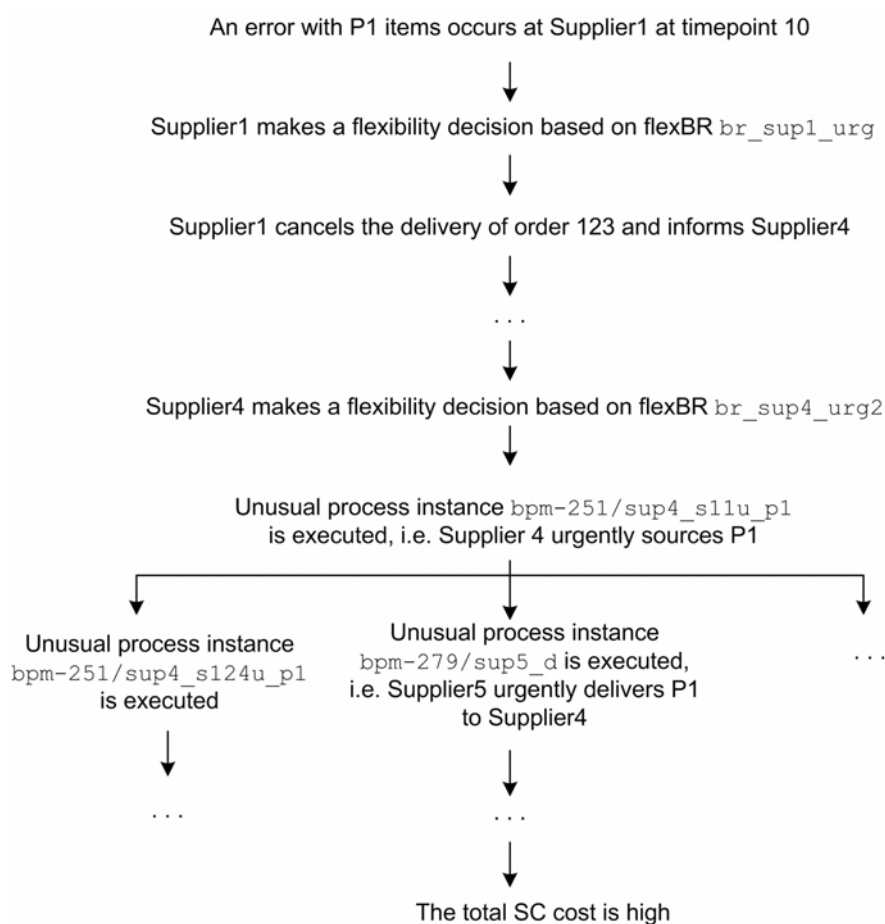 An error with P1 items occurs at Supplier1 at timepoint 10
Supplier1 makes a flexibility decision based on flexBR br_sup1_urg
Supplier1 cancels the delivery of order 123 and informs Supplier4
. . .
Supplier4 makes a flexibility decision based on flexBR br_sup4_urg2
Unusual process instance bpm-251/sup4_s11u_p1
is executed, i.e. Supplier 4 urgently sources P1
Unusual process instance
bpm-251/sup4_s124u_p1
is executed
Unusual process instance
bpm-279/sup5_d is executed,
i.e. Supplier5 urgently delivers P1
to Supplier4
. . .
. . .
. . .
The total SC cost is high